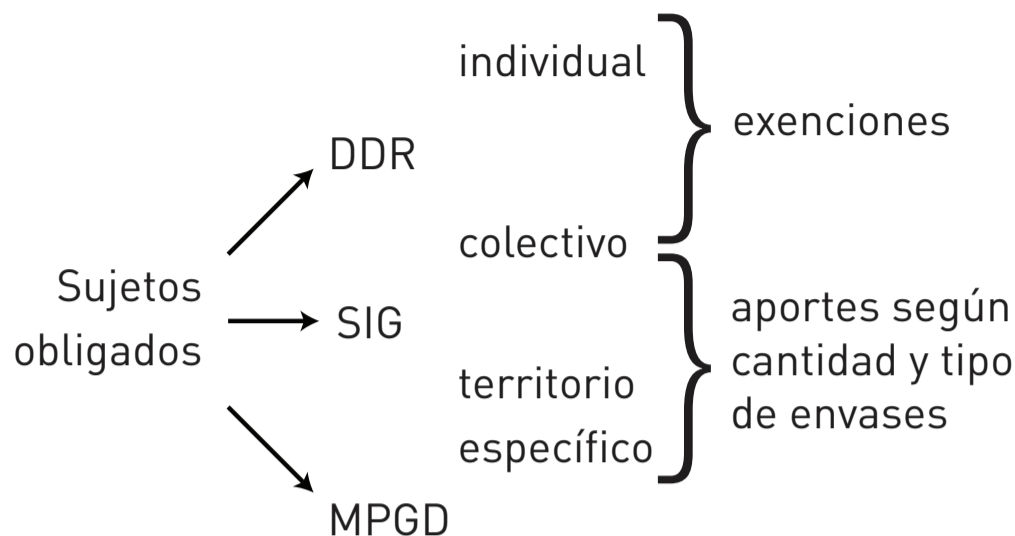 Sujetos
obligados
DDR
SIG
MPGD
individual
colectivo
territorio
específico
exenciones
aportes según
cantidad y tipo
de envases